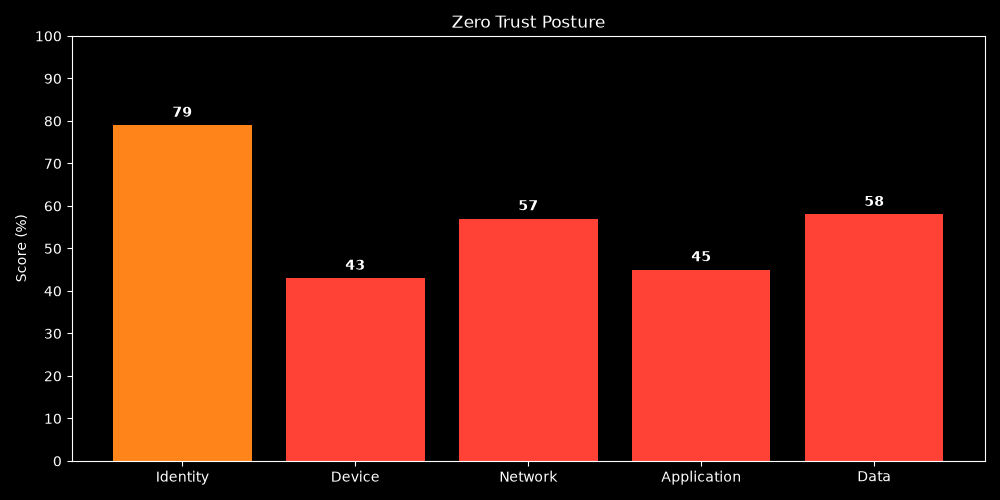 Zero Trust Posture
Score (%)
100
90
80
70
60
50
40
30
20
10
0
79
43
57
45
58
Identity
Device
Network
Application
Data